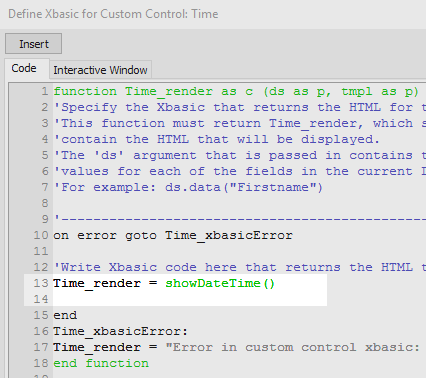 Define Xbasic for Custom Control: Time
Insert
Code Interactive Window
1 function Time_render as c (ds as p, tmpl as p)
2 'Specify the Xbasic that returns the HTML for
3 'This function must return Time_render, which
4 'contain the HTML that will be displayed.
5 'The 'ds' argument that is passed in contains
6 'values for each of the fields in the current
7 'For example: ds.data("Firstname")
8
9 '----------------------------------------------
10 on error goto Time_xbasicError
11
12 'Write Xbasic code here that returns the HTML
13 Time_render = showDateTime()
14
15 end
16 Time_xbasicError:
17 Time_render = "Error in custom control xbasic:
18 end function